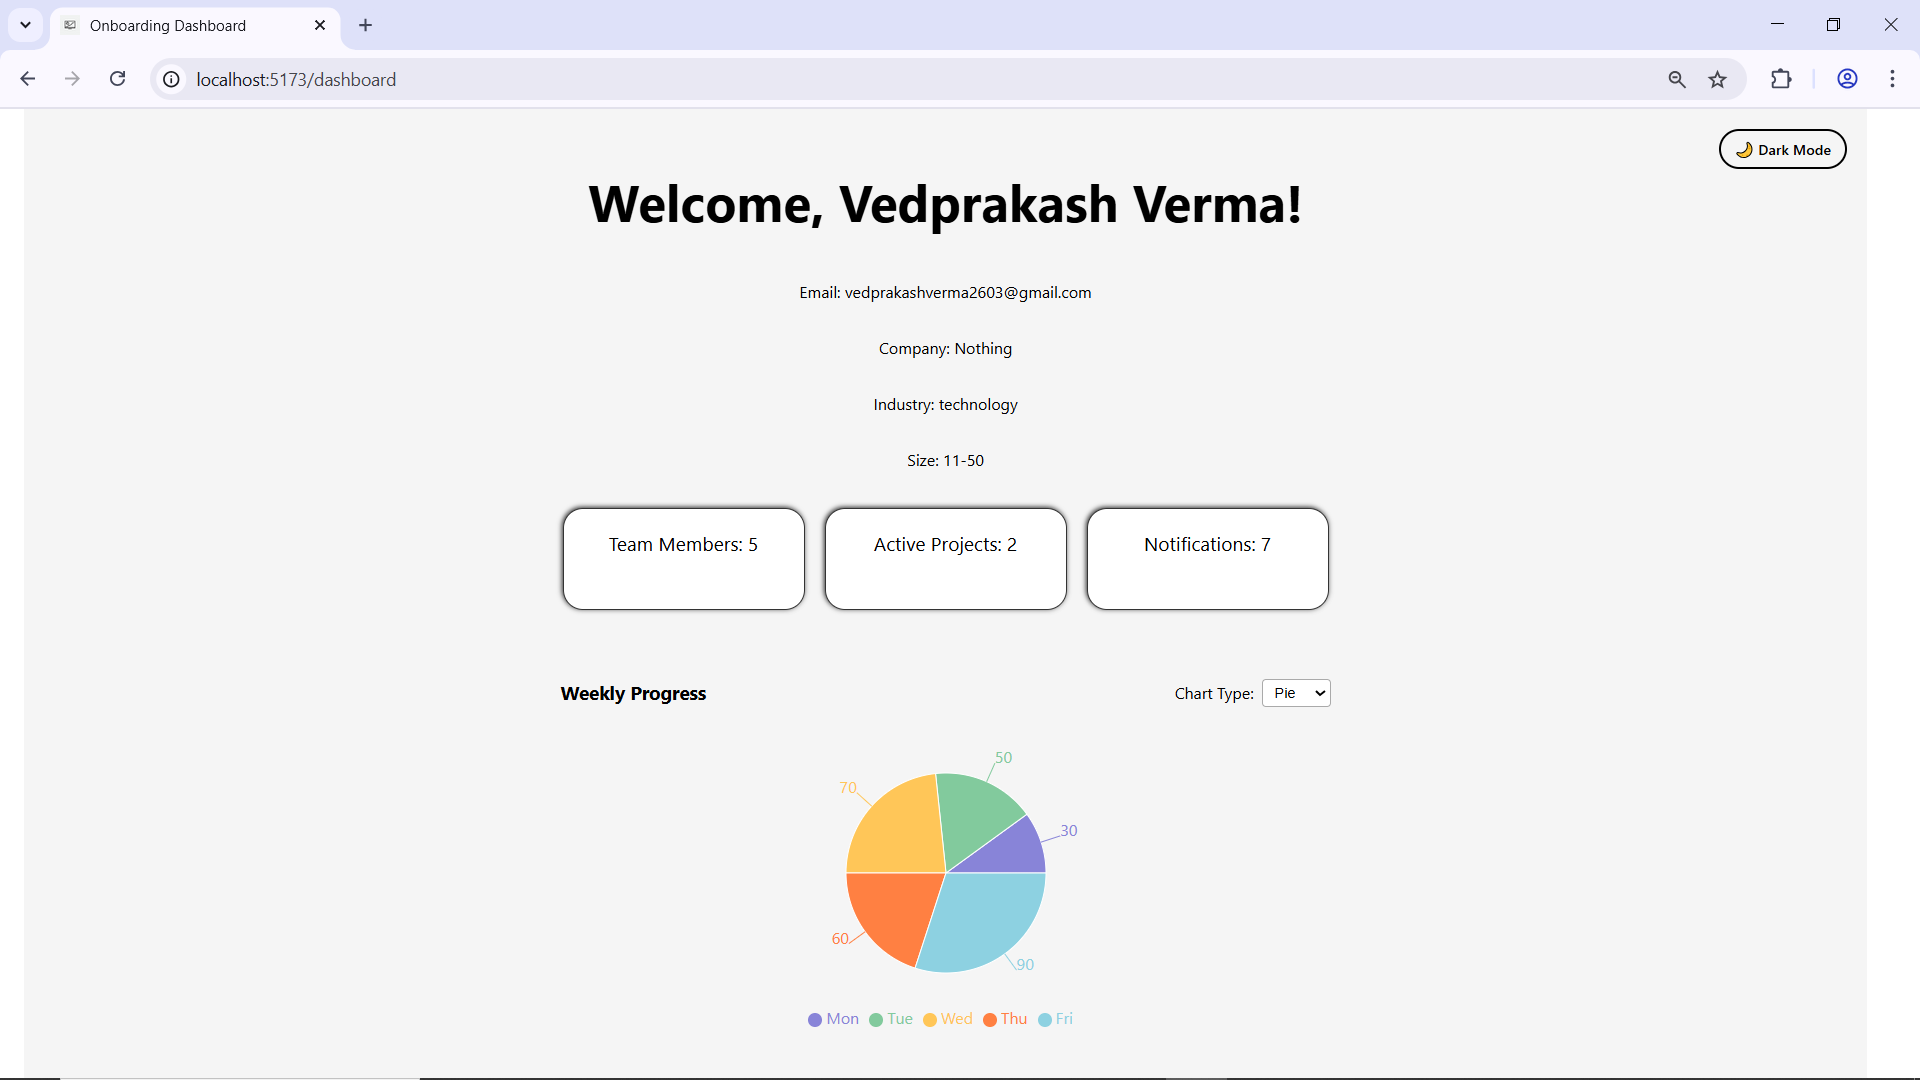 Onboarding Dashboard
localhost:5173/dashboard
🌙 Dark Mode
Welcome, Vedprakash Verma!
Email: vedprakashverma2603@gmail.com
Company: Nothing
Industry: technology
Size: 11-50
Team Members: 5
Active Projects: 2
Notifications: 7
Weekly Progress
Chart Type: Pie
50
70
30
60
90
Mon Tue Wed Thu Fri